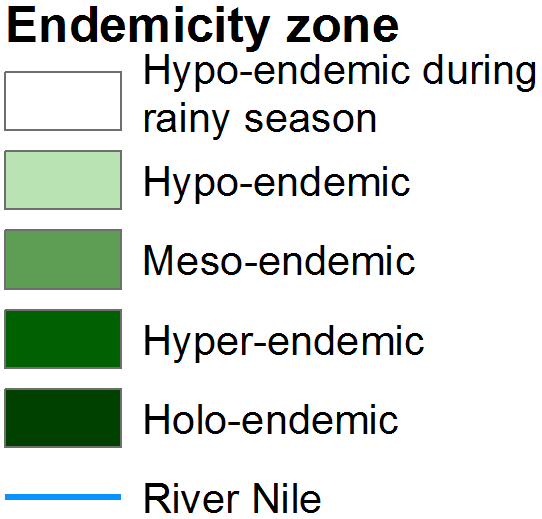 Endemicity zone
Hypo-endemic during
rainy season
Hypo-endemic
Meso-endemic
Hyper-endemic
Holo-endemic
River Nile